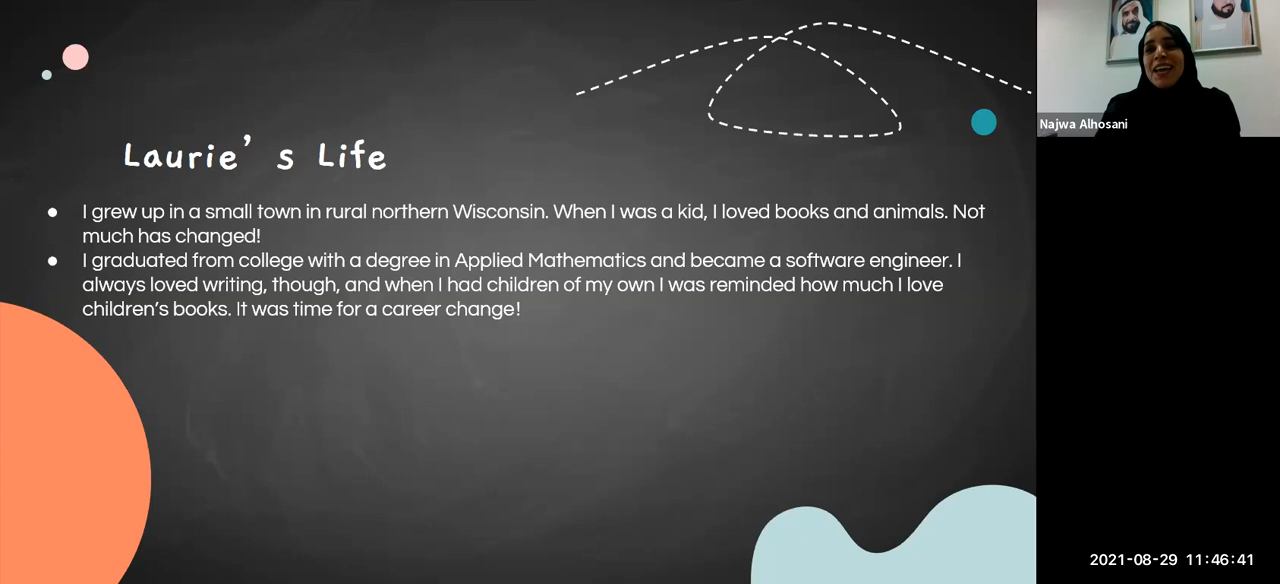 Laurie's Life
● I grew up in a small town in rural northern Wisconsin. When I was a kid, I loved books and animals. Not
much has changed!
● I graduated from college with a degree in Applied Mathematics and became a software engineer. I
always loved writing, though, and when I had children of my own I was reminded how much I love
children's books. It was time for a career change!
Najwa Alhosani
2021-08-29 11:46:41